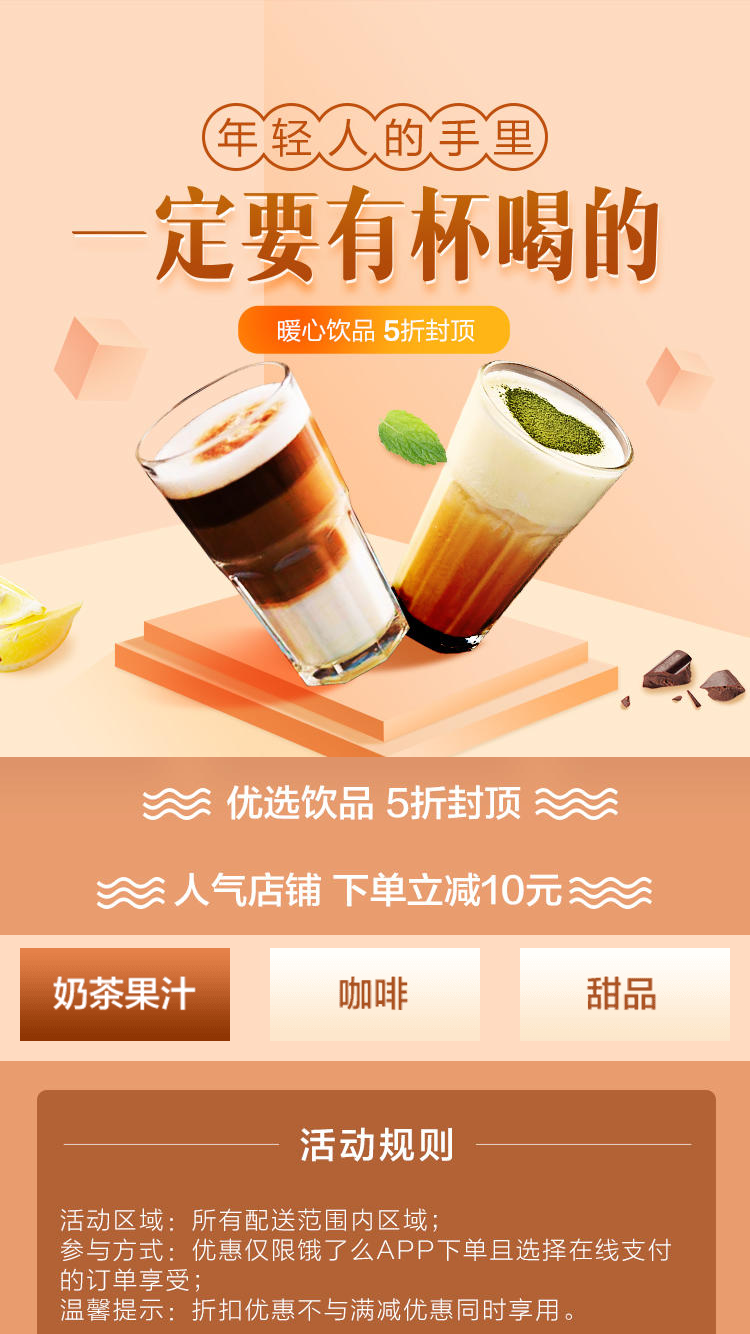 年轻人的手里
一定要有杯喝的
暖心饮品 5折封顶
优选饮品 5折封顶
人气店铺 下单立减10元
奶茶果汁
咖啡
甜品
活动规则
活动区域：所有配送范围内区域；
参与方式：优惠仅限饿了么APP下单且选择在线支付
的订单享受；
温馨提示：折扣优惠不与满减优惠同时享用。